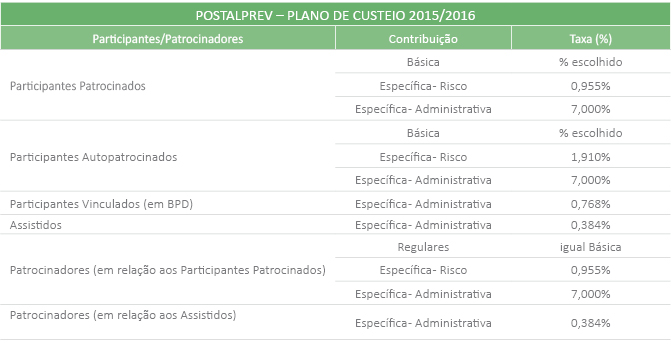 POSTALPREV – PLANO DE CUSTEIO 2015/2016
Participantes/Patrocinadores Contribuição Taxa (%)
Básica % escolhido
Participantes Patrocinados Específica- Risco 0,955%
Específica- Administrativa 7,000%
Básica % escolhido
Participantes Autopatrocinados Específica- Risco 1,910%
Específica- Administrativa 7,000%
Participantes Vinculados (em BPD) Específica- Administrativa 0,768%
Assistidos Específica- Administrativa 0,384%
Regulares igual Básica
Patrocinadores (em relação aos Participantes Patrocinados) Específica- Risco 0,955%
Específica- Administrativa 7,000%
Patrocinadores (em relação aos Assistidos) Específica- Administrativa 0,384%